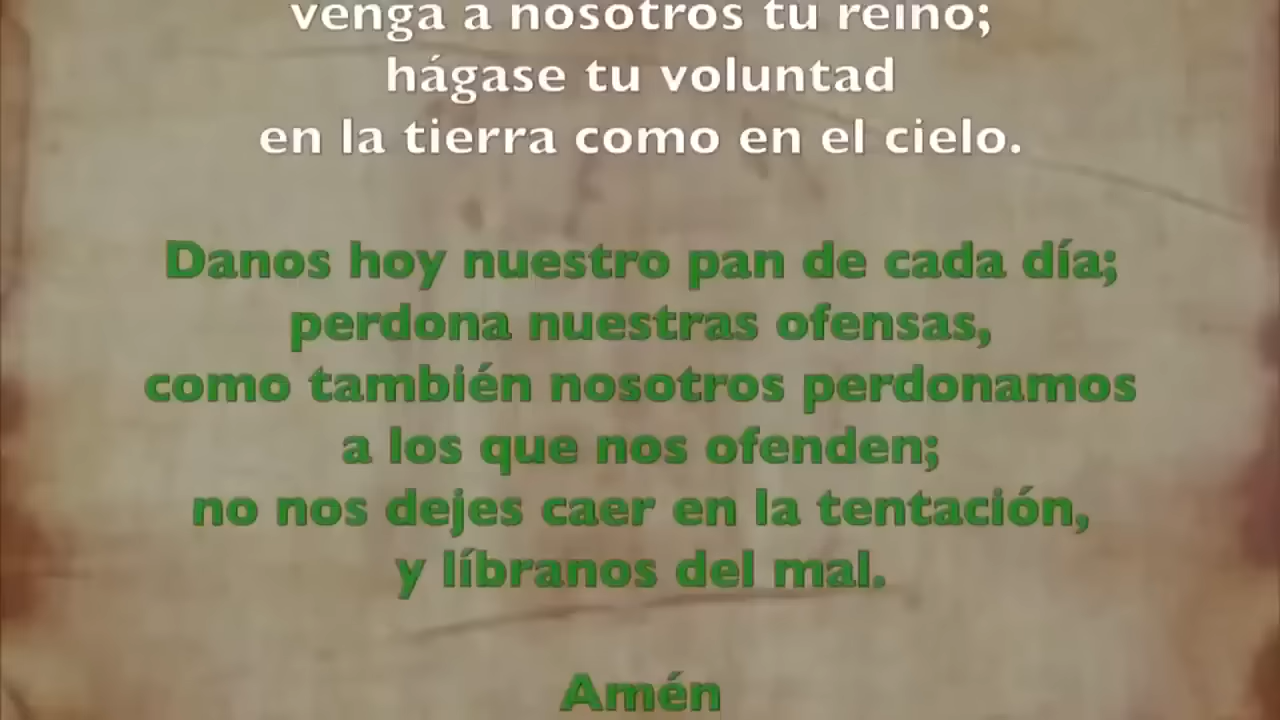 venga a nosotros tu reino;
hágase tu voluntad
en la tierra como en el cielo.
Danos hoy nuestro pan de cada día;
perdona nuestras ofensas,
como también nosotros perdonamos
a los que nos ofenden;
no nos dejes caer en la tentación,
y líbranos del mal.
Amén